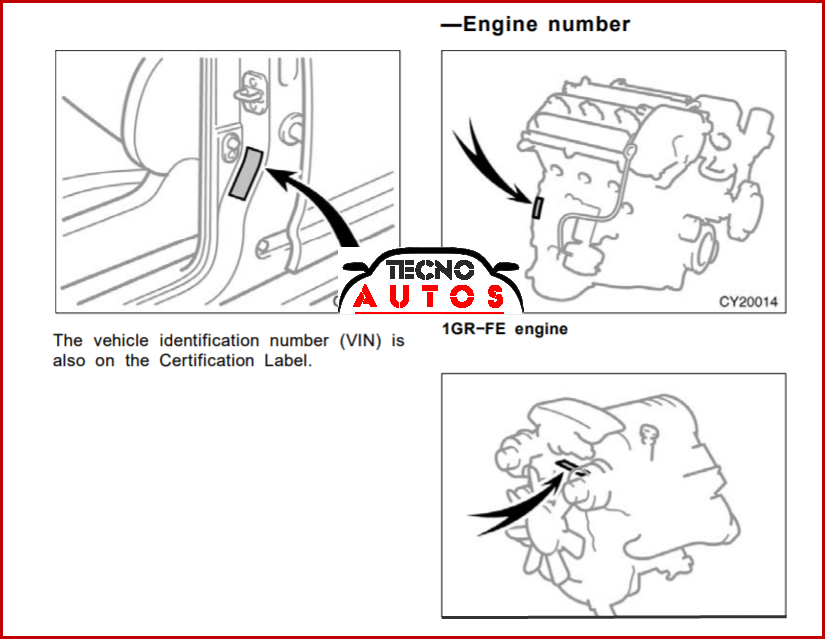 —Engine number
The vehicle identification number (VIN) is
also on the Certification Label.
TECNO
AUTOS
CY20014
1GR−FE engine